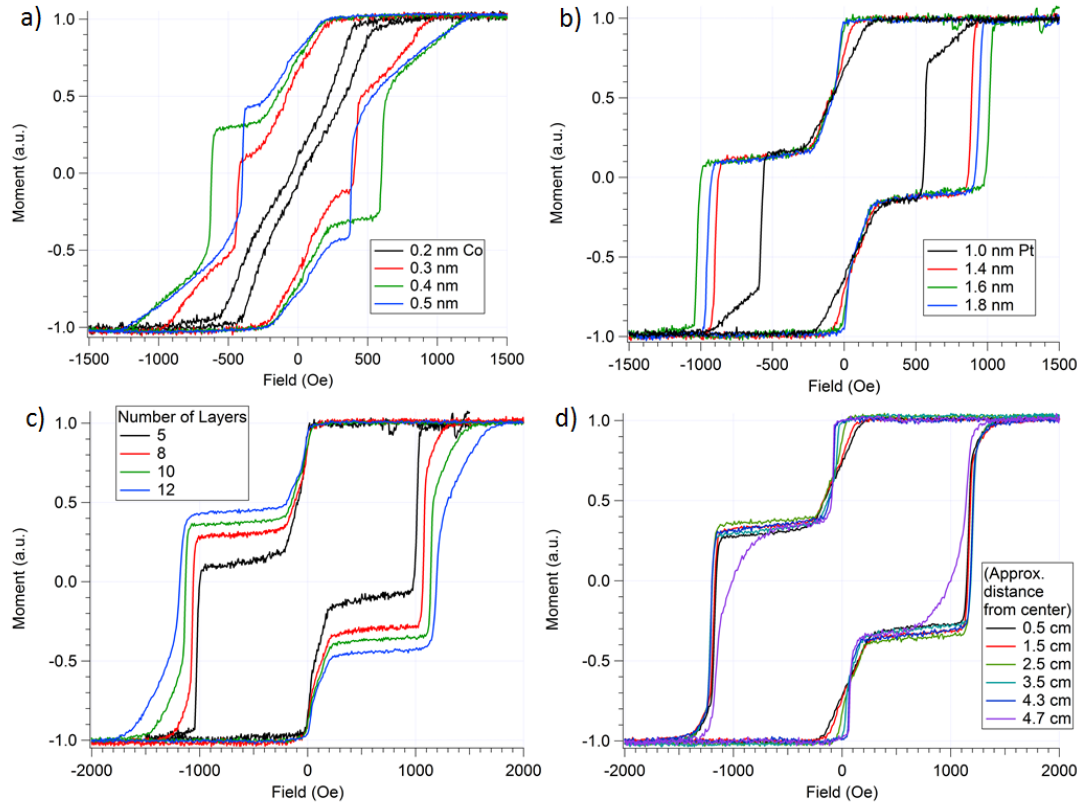 a)
1.0
0.5
0.0
-0.5
-1.0
Moment (a.u.)
-1500
-1000
-500
0
500
1000
1500
Field (Oe)
0.2 nm Co
0.3 nm
0.4 nm
0.5 nm
b)
1.0
0.5
0.0
-0.5
-1.0
Moment (a.u.)
-1500
-1000
-500
0
500
1000
1500
Field (Oe)
1.0 nm Pt
1.4 nm
1.6 nm
1.8 nm
c)
Number of Layers
5
8
10
12
1.0
0.5
0.0
-0.5
-1.0
Moment (a.u.)
-2000
-1000
0
1000
2000
Field (Oe)
d)
1.0
0.5
0.0
-0.5
-1.0
Moment (a.u.)
-2000
-1000
0
1000
2000
Field (Oe)
(Approx.
distance
from center)
0.5 cm
1.5 cm
2.5 cm
3.5 cm
4.3 cm
4.7 cm